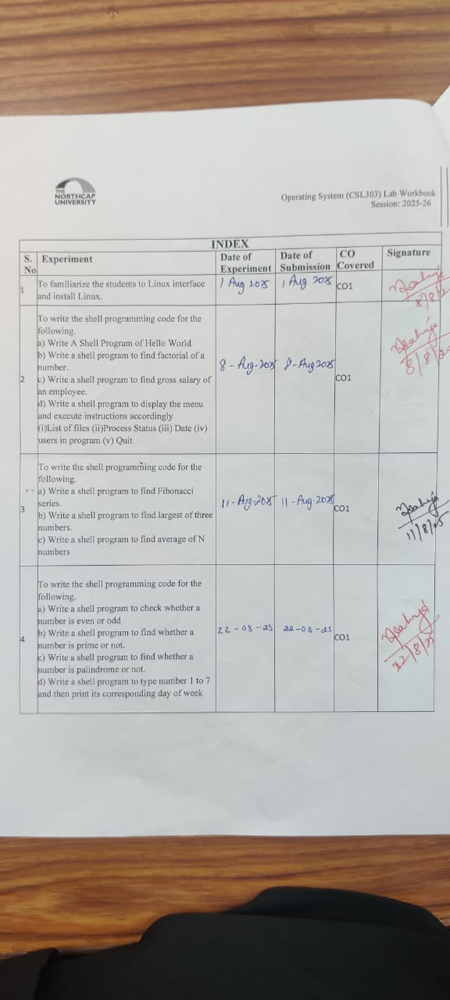 THE
NORTHCAP
UNIVERSITY
Operating System (CSL303) Lab Workbook
Session: 2025-26
INDEX
S. No Experiment Date of Experiment Date of Submission CO Covered Signature
1 To familiarize the students to Linux interface 1 Aug 2025 1 Aug 2025 CO1
and install Linux.
8/8/2
To write the shell programming code for the
following.
a) Write A Shell Program of Hello World
b) Write a shell program to find factorial of a
number.
2 c) Write a shell program to find gross salary of 8-Aug-2025 8-Aug 2025 CO1
an employee.
d) Write a shell program to display the menu
and execute instructions accordingly
(i)List of files (ii)Process Status (iii) Date (iv)
users in program (v) Quit
8/8/25
To write the shell programming code for the
following.
a) Write a shell program to find Fibonacci
series.
3 b) Write a shell program to find largest of three 11-Aug-2025 11-Aug-2025 CO1
numbers.
c) Write a shell program to find average of N
numbers
11/8/25
To write the shell programming code for the
following.
a) Write a shell program to check whether a
number is even or odd
4 b) Write a shell program to find whether a 22-08-25 22-08-25 CO1
number is prime or not.
c) Write a shell program to find whether a
number is palindrome or not.
d) Write a shell program to type number 1 to 7
and then print its corresponding day of week
22/8/25